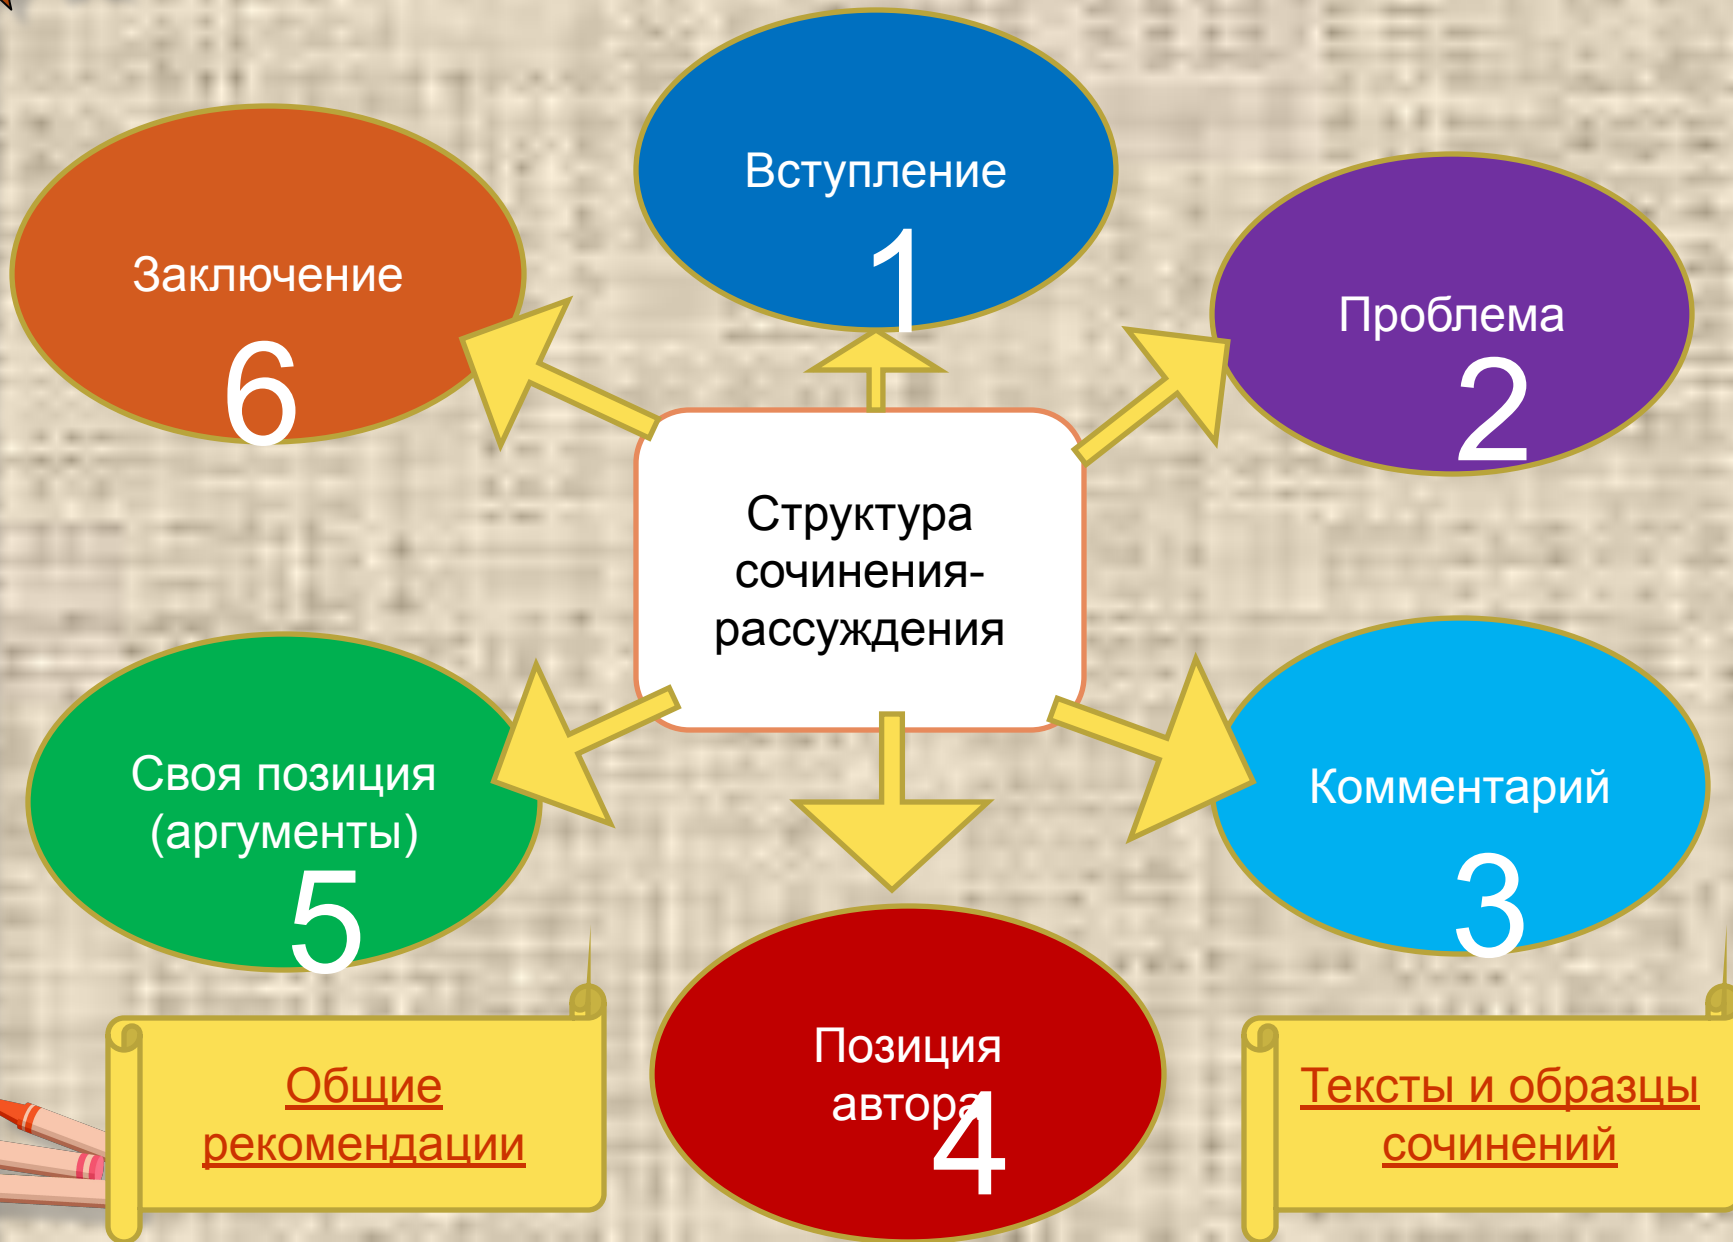 Вступление
1
Проблема
2
Комментарий
3
Позиция
автора
4
Своя позиция
(аргументы)
5
Заключение
6
Структура
сочинения-
рассуждения
Общие
рекомендации
Тексты и образцы
сочинений